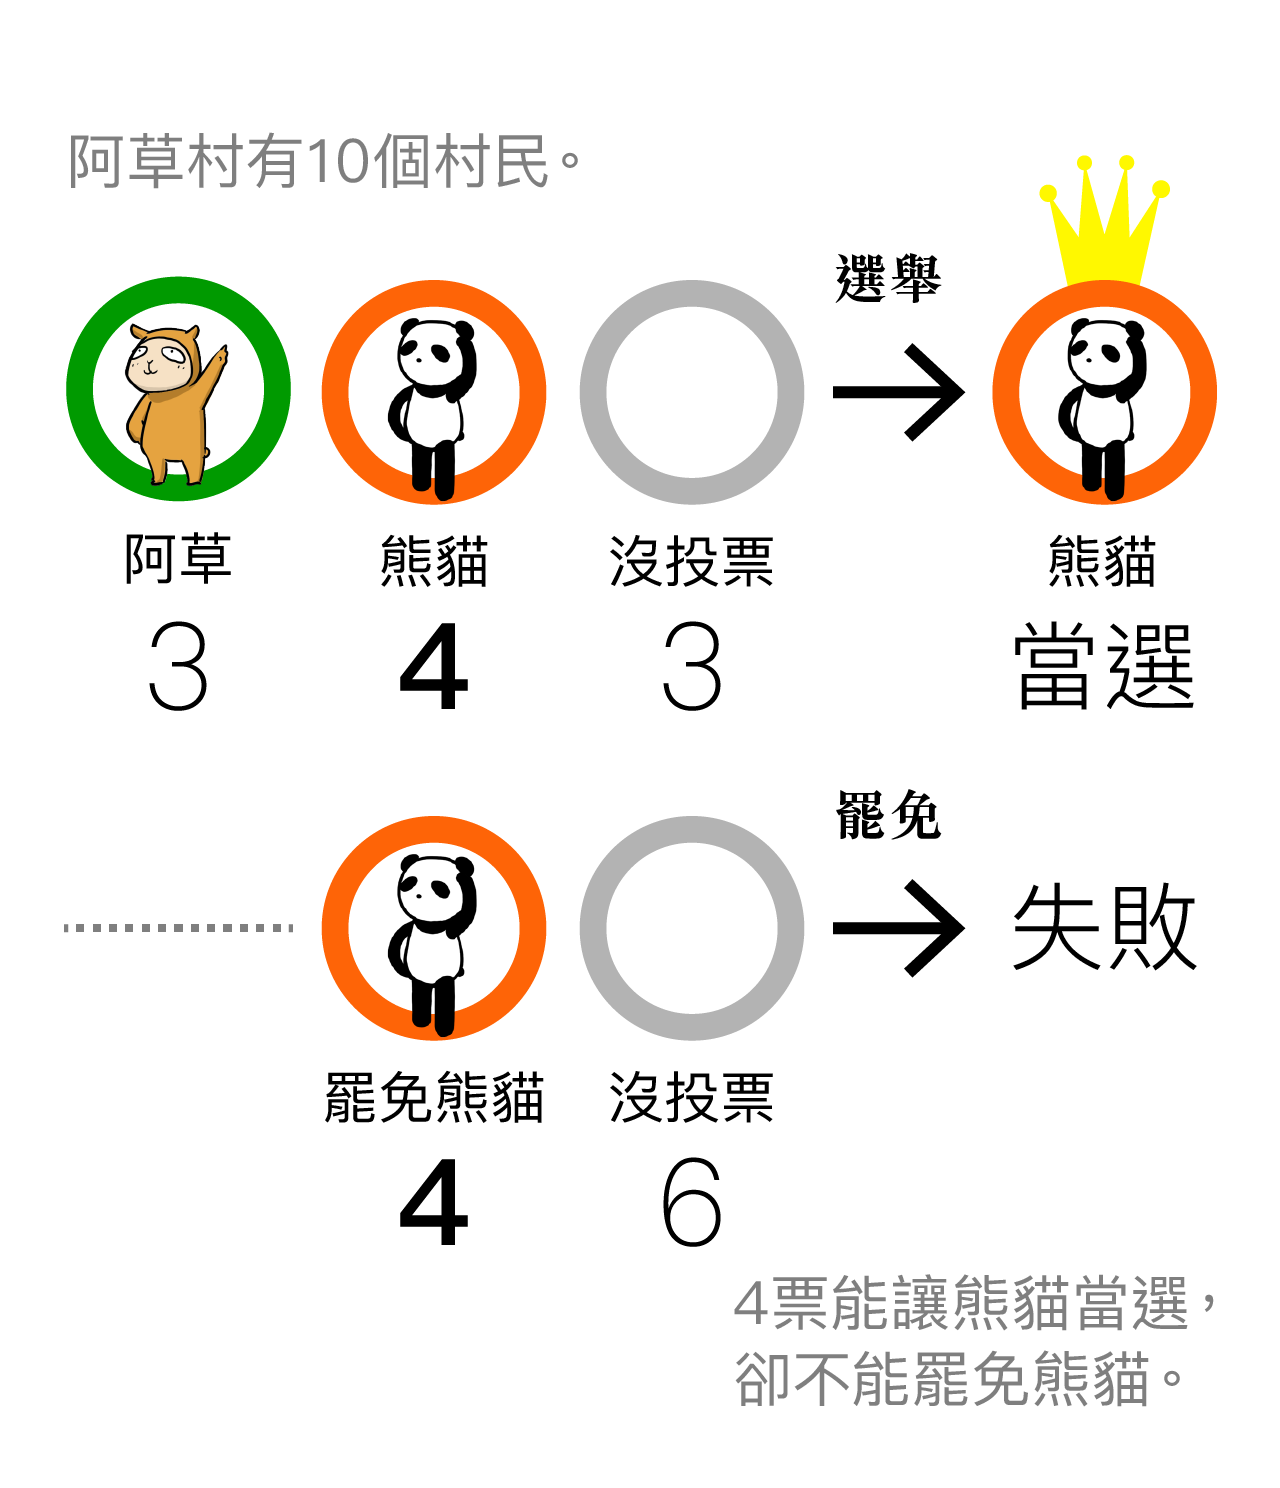 阿草村有10個村民。
選舉
阿草 熊貓 沒投票 熊貓
3 4 3 當選
罷免
失敗
罷免熊貓 沒投票
4 6
4票能讓熊貓當選，
卻不能罷免熊貓。